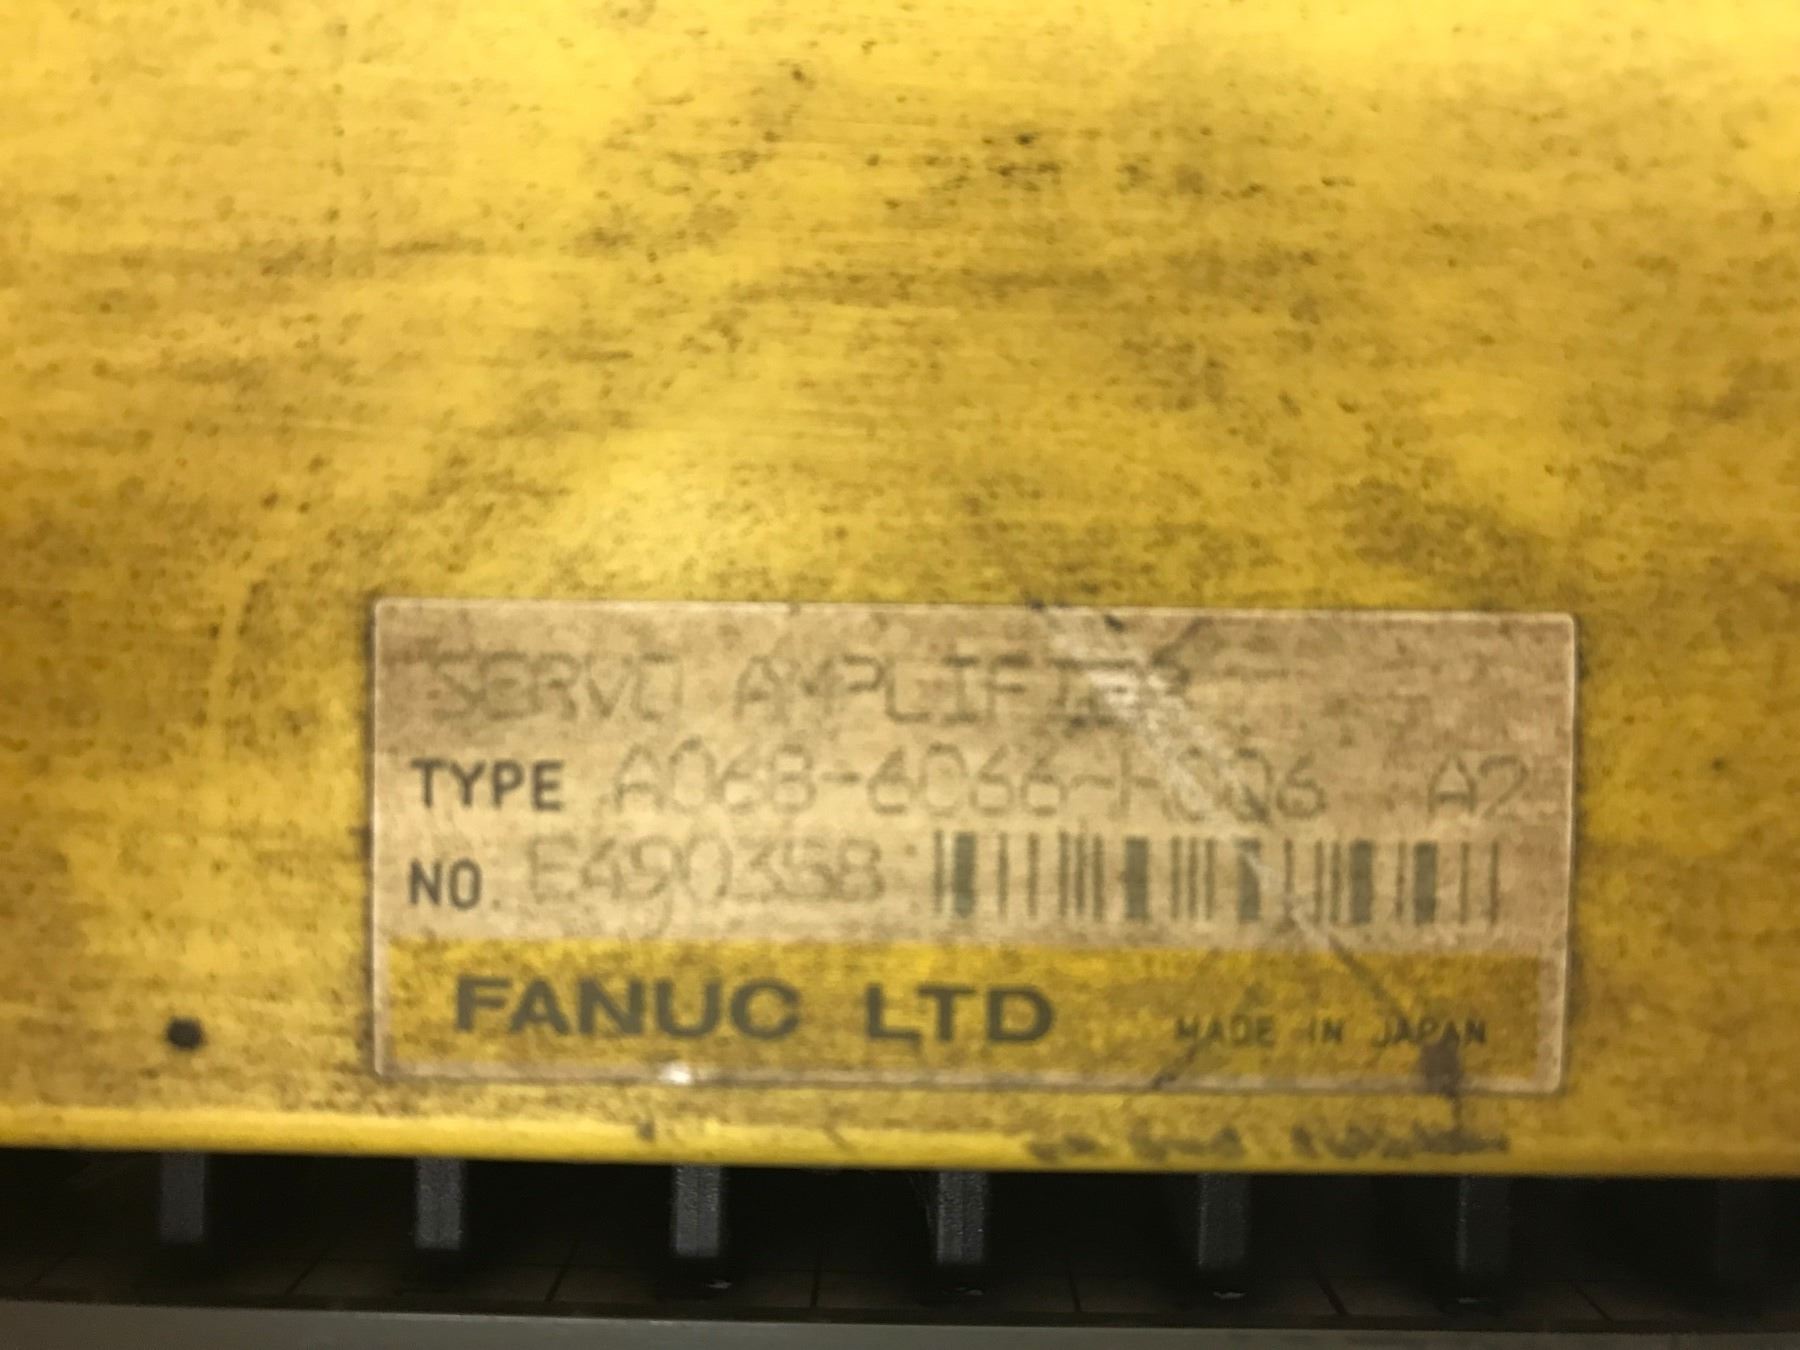 SERVO AMPLIFIER
TYPE A06B-6066-H006 A2
NO. E490358
FANUC LTD MADE IN JAPAN